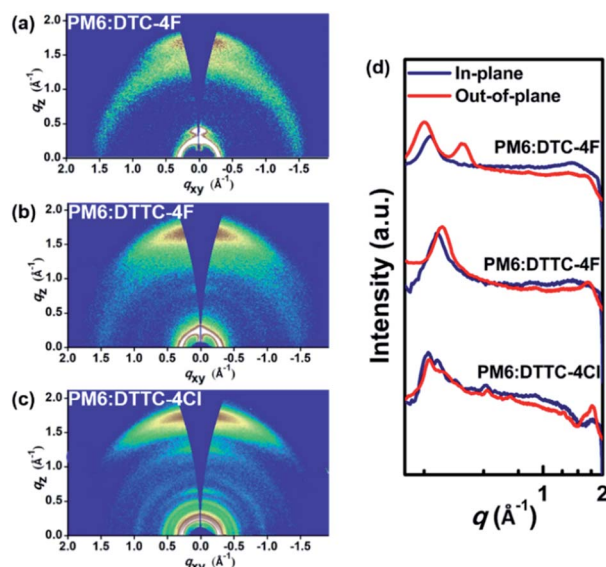 (a)
PM6:DTC-4F
2.0
1.5
1.0
0.5
0.0
qz (Å⁻¹)
2.0 1.5 1.0 0.5 0.0 -0.5 -1.0 -1.5
qxy (Å⁻¹)
(b)
PM6:DTTC-4F
2.0
1.5
1.0
0.5
0.0
qz (Å⁻¹)
2.0 1.5 1.0 0.5 0.0 -0.5 -1.0 -1.5
qxy (Å⁻¹)
(c)
PM6:DTTC-4Cl
2.0
1.5
1.0
0.5
0.0
qz (Å⁻¹)
2.0 1.5 1.0 0.5 0.0 -0.5 -1.0 -1.5
qxy (Å⁻¹)
(d)
In-plane
Out-of-plane
PM6:DTC-4F
PM6:DTTC-4F
PM6:DTTC-4Cl
Intensity (a.u.)
1 2
q (Å⁻¹)